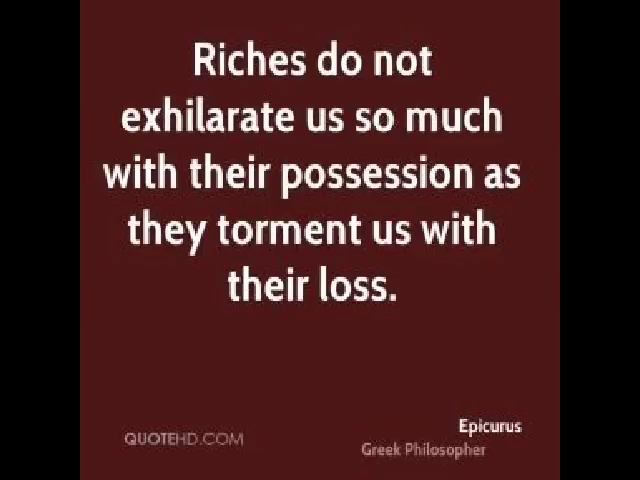 Riches do not
exhilarate us so much
with their possession as
they torment us with
their loss.
Epicurus
QUOTEHD.COM
Greek Philosopher